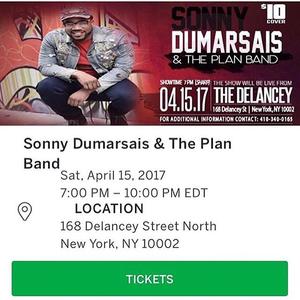 SONNY
$10
COVER
DUMARSAIS
& THE PLAN BAND
SHOWTIME 7PM (SHARP)
THE SHOW WILL BE LIVE FROM
04.15.17
THE DELANCEY
168 Delancey St | New York, NY 10002
FOR ADDITIONAL INFORMATION CONTACT: 410-340-0165
Sonny Dumarsais & The Plan
Band
Sat, April 15, 2017
7:00 PM – 10:00 PM EDT
LOCATION
168 Delancey Street North
New York, NY 10002
TICKETS